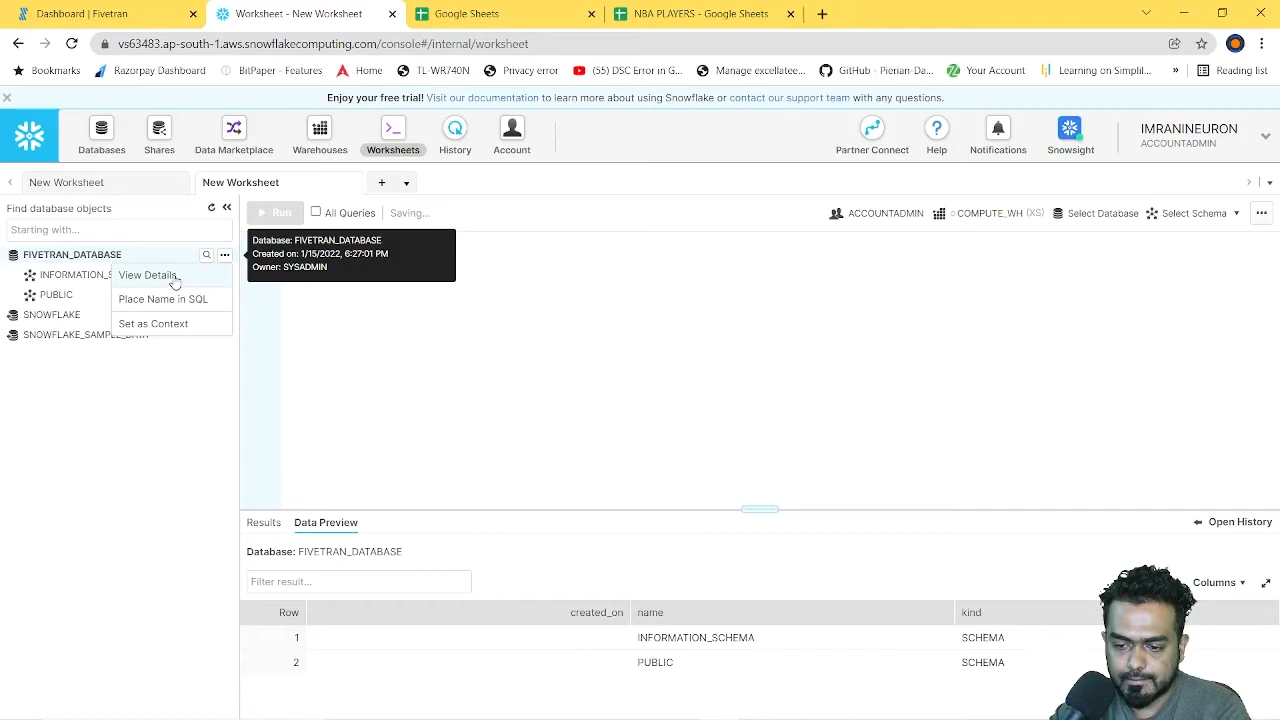 Dashboard | Fivetran
Worksheet - New Worksheet
Google Sheets
NBA PLAYERS - Google Sheets
vs63483.ap-south-1.aws.snowflakecomputing.com/console#/internal/worksheet
Bookmarks
Razorpay Dashboard
BitPaper - Features
Home
TL-WR740N
Privacy error
(55) DSC Error in G...
Manage excellatee...
GitHub - Pierian-Da...
Your Account
Learning on Simplil...
Reading list
Enjoy your free trial! Visit our documentation to learn more about using Snowflake or contact our support team with any questions.
Databases
Shares
Data Marketplace
Warehouses
Worksheets
History
Account
Partner Connect
Help
Notifications
Snowsight
IMRANINEURON
ACCOUNTADMIN
New Worksheet
New Worksheet
Find database objects
Starting with...
Run
All Queries
Saving...
ACCOUNTADMIN
COMPUTE_WH (XS)
Select Database
Select Schema
FIVETRAN_DATABASE
INFORMATION_S
PUBLIC
SNOWFLAKE
SNOWFLAKE_SAMPLE_DATA
View Details
Place Name in SQL
Set as Context
Database: FIVETRAN_DATABASE
Created on: 1/15/2022, 6:27:01 PM
Owner: SYSADMIN
Results
Data Preview
Open History
Database: FIVETRAN_DATABASE
Filter result...
Columns
Row created_on name kind
1 INFORMATION_SCHEMA SCHEMA
2 PUBLIC SCHEMA